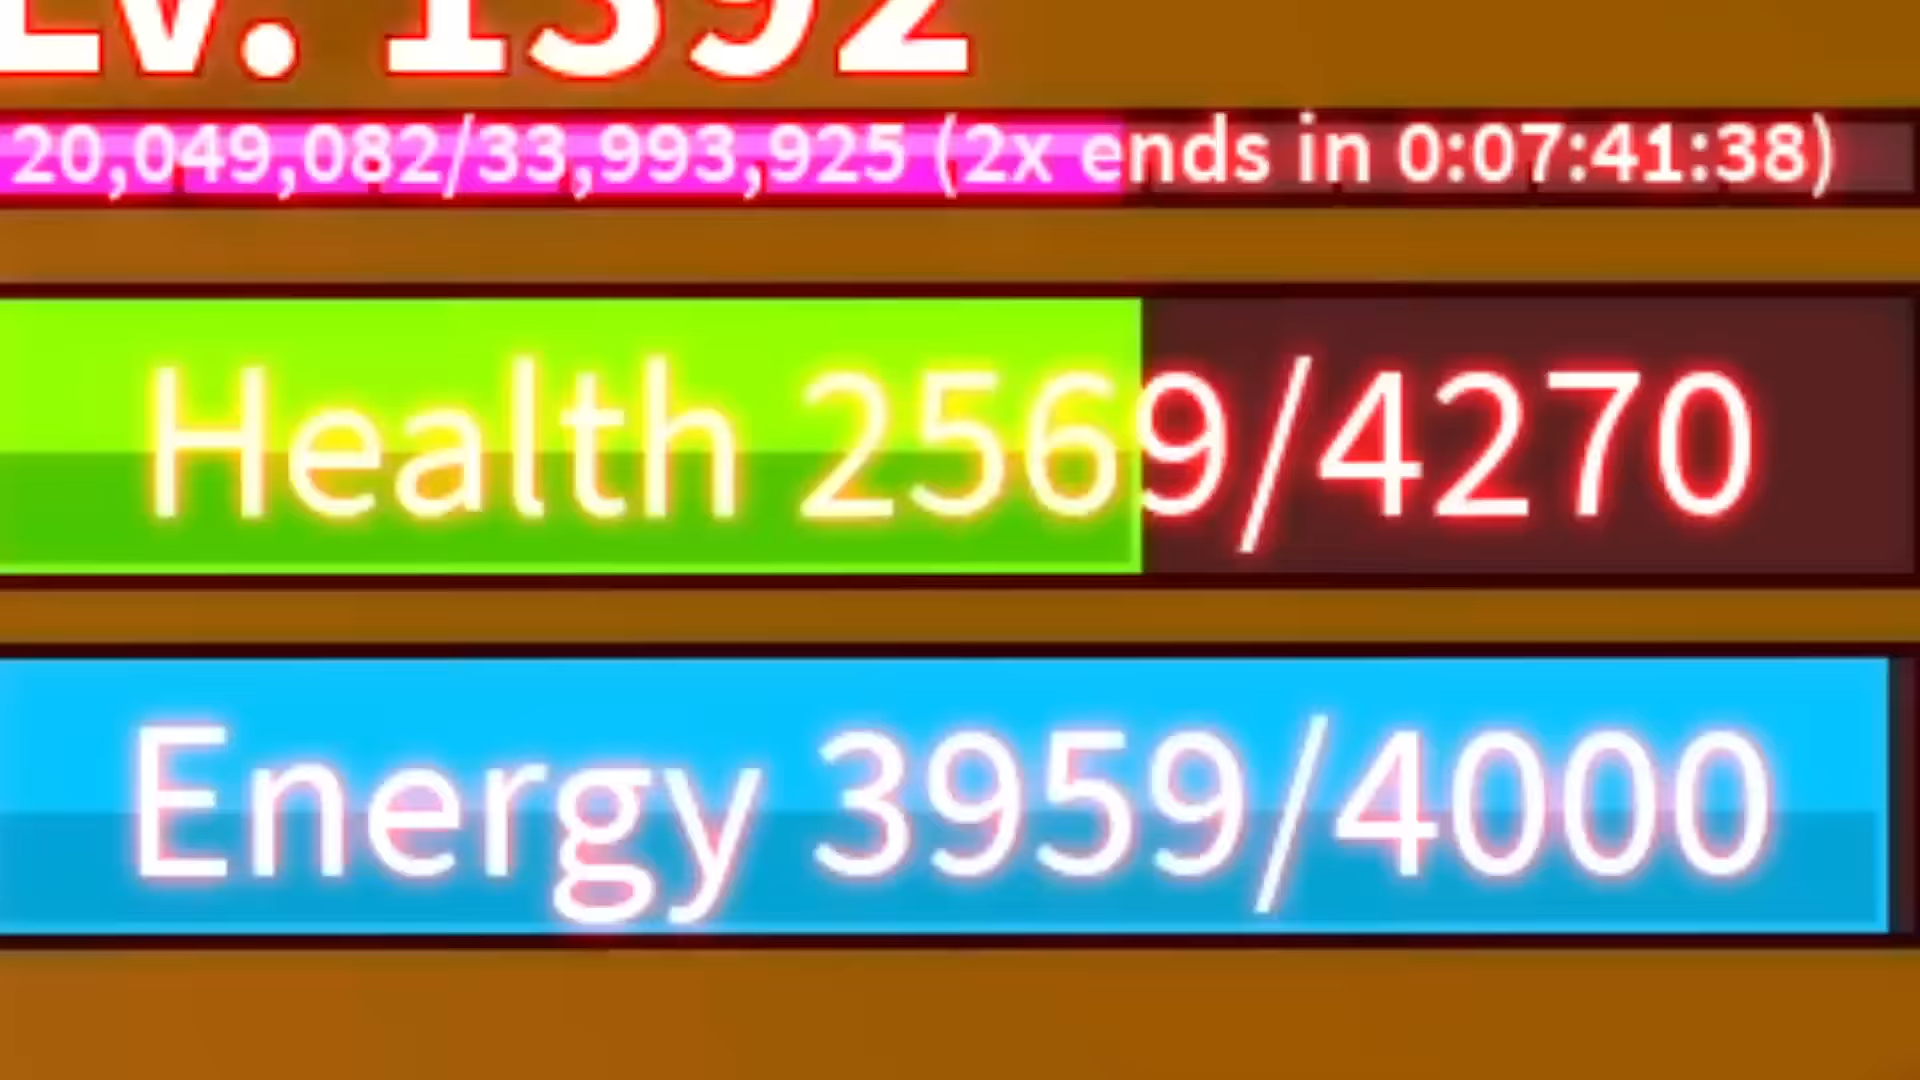 Lv. 1392
20,049,082/33,993,925 (2x ends in 0:07:41:38)
Health 2569/4270
Energy 3959/4000